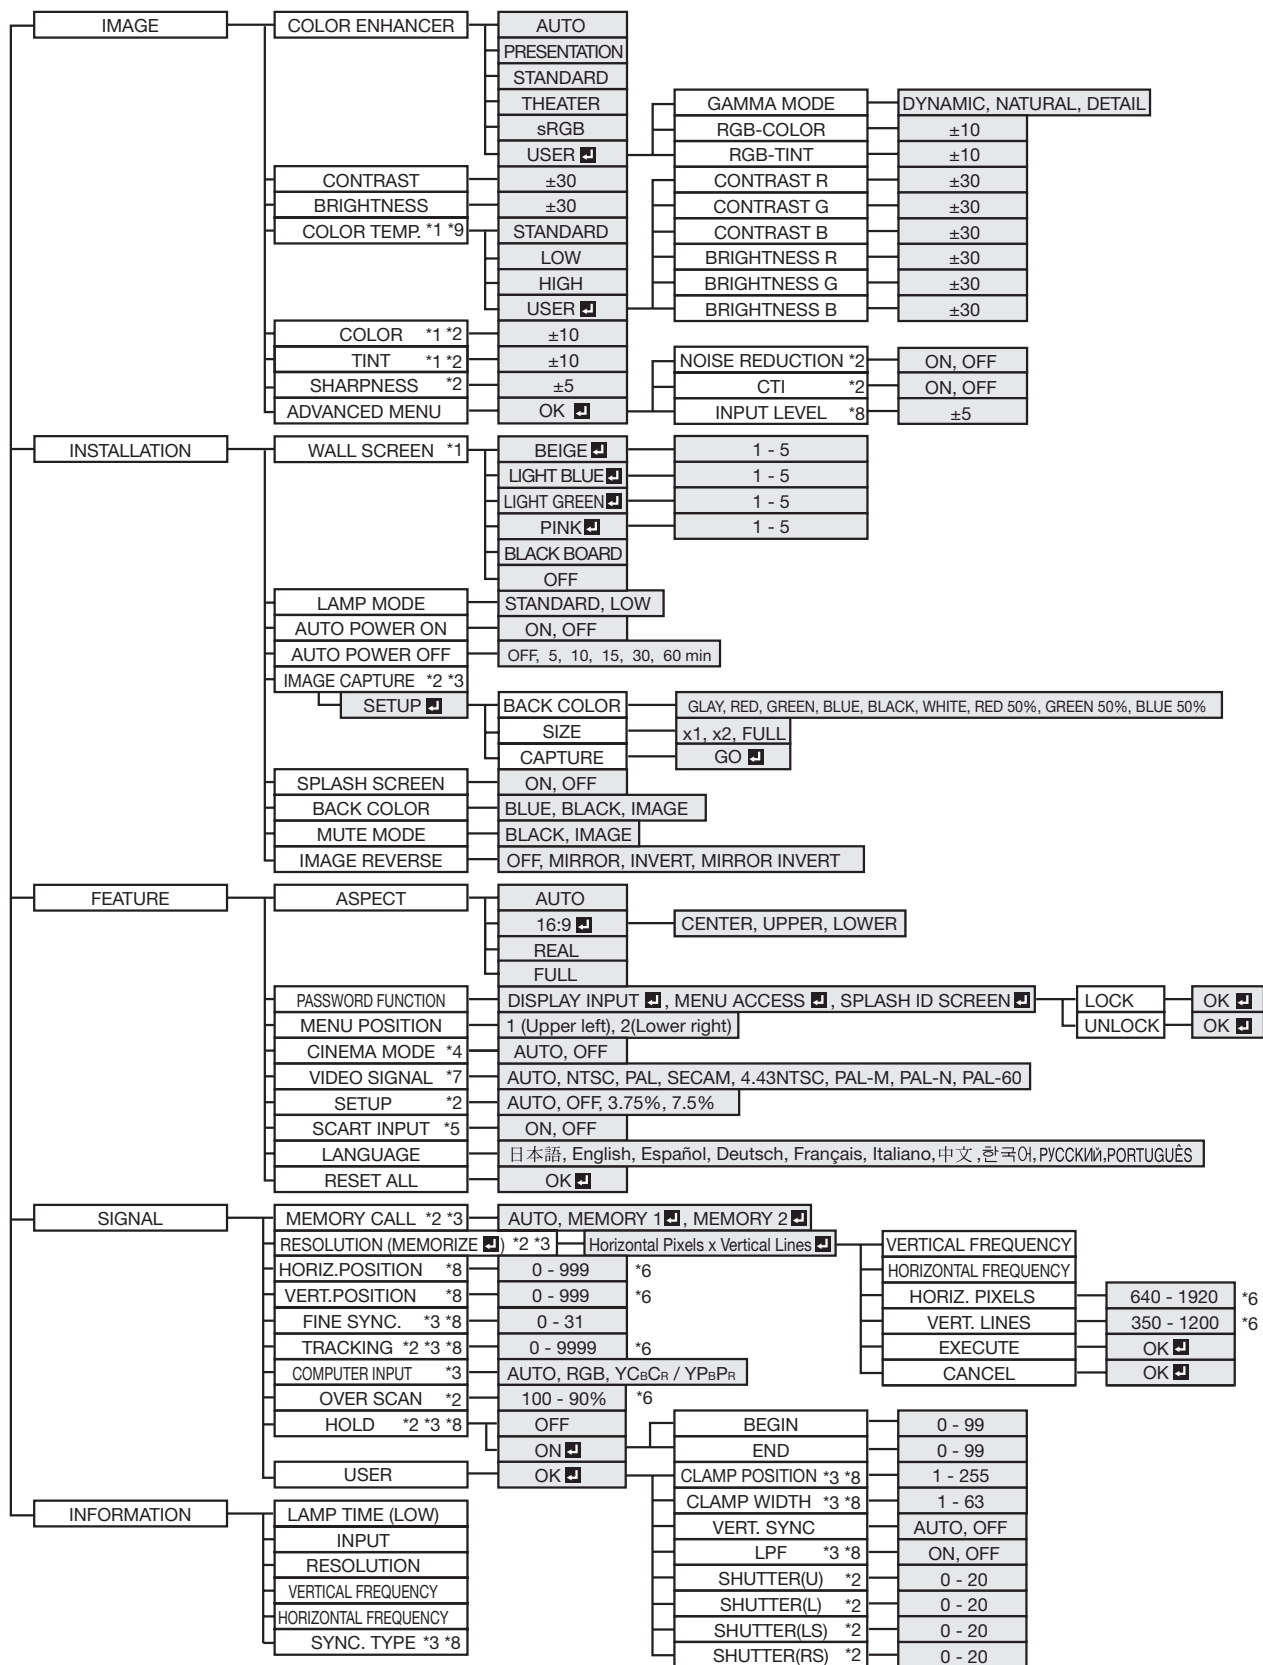 IMAGE COLOR ENHANCER AUTO
PRESENTATION
STANDARD
THEATER GAMMA MODE DYNAMIC, NATURAL, DETAIL
sRGB RGB-COLOR ±10
USER RGB-TINT ±10
CONTRAST ±30 CONTRAST R ±30
BRIGHTNESS ±30 CONTRAST G ±30
COLOR TEMP. *1 *9 STANDARD CONTRAST B ±30
LOW BRIGHTNESS R ±30
HIGH BRIGHTNESS G ±30
USER BRIGHTNESS B ±30
COLOR *1 *2 ±10
TINT *1 *2 ±10 NOISE REDUCTION *2 ON, OFF
SHARPNESS *2 ±5 CTI *2 ON, OFF
ADVANCED MENU OK INPUT LEVEL *8 ±5
INSTALLATION WALL SCREEN *1 BEIGE 1 - 5
LIGHT BLUE 1 - 5
LIGHT GREEN 1 - 5
PINK 1 - 5
BLACK BOARD
OFF
LAMP MODE STANDARD, LOW
AUTO POWER ON ON, OFF
AUTO POWER OFF OFF, 5, 10, 15, 30, 60 min
IMAGE CAPTURE *2 *3
SETUP BACK COLOR GLAY, RED, GREEN, BLUE, BLACK, WHITE, RED 50%, GREEN 50%, BLUE 50%
SIZE x1, x2, FULL
CAPTURE GO
SPLASH SCREEN ON, OFF
BACK COLOR BLUE, BLACK, IMAGE
MUTE MODE BLACK, IMAGE
IMAGE REVERSE OFF, MIRROR, INVERT, MIRROR INVERT
FEATURE ASPECT AUTO
16:9 CENTER, UPPER, LOWER
REAL
FULL
PASSWORD FUNCTION DISPLAY INPUT , MENU ACCESS , SPLASH ID SCREEN LOCK OK
MENU POSITION 1 (Upper left), 2(Lower right) UNLOCK OK
CINEMA MODE *4 AUTO, OFF
VIDEO SIGNAL *7 AUTO, NTSC, PAL, SECAM, 4.43NTSC, PAL-M, PAL-N, PAL-60
SETUP *2 AUTO, OFF, 3.75%, 7.5%
SCART INPUT *5 ON, OFF
LANGUAGE 日本語, English, Español, Deutsch, Français, Italiano, 中文, 한국어, РУССКИЙ, PORTUGUÊS
RESET ALL OK
SIGNAL MEMORY CALL *2 *3 AUTO, MEMORY 1 , MEMORY 2
RESOLUTION (MEMORIZE ) *2 *3 Horizontal Pixels x Vertical Lines VERTICAL FREQUENCY
HORIZ.POSITION *8 0 - 999 *6 HORIZONTAL FREQUENCY
VERT.POSITION *8 0 - 999 *6 HORIZ. PIXELS 640 - 1920 *6
FINE SYNC. *3 *8 0 - 31 VERT. LINES 350 - 1200 *6
TRACKING *2 *3 *8 0 - 9999 *6 EXECUTE OK
COMPUTER INPUT *3 AUTO, RGB, YCBCR / YPBPR CANCEL OK
OVER SCAN *2 100 - 90% *6
HOLD *2 *3 *8 OFF BEGIN 0 - 99
ON END 0 - 99
USER OK CLAMP POSITION *3 *8 1 - 255
INFORMATION LAMP TIME (LOW) CLAMP WIDTH *3 *8 1 - 63
INPUT VERT. SYNC AUTO, OFF
RESOLUTION LPF *3 *8 ON, OFF
VERTICAL FREQUENCY SHUTTER(U) *2 0 - 20
HORIZONTAL FREQUENCY SHUTTER(L) *2 0 - 20
SYNC. TYPE *3 *8 SHUTTER(LS) *2 0 - 20
SHUTTER(RS) *2 0 - 20